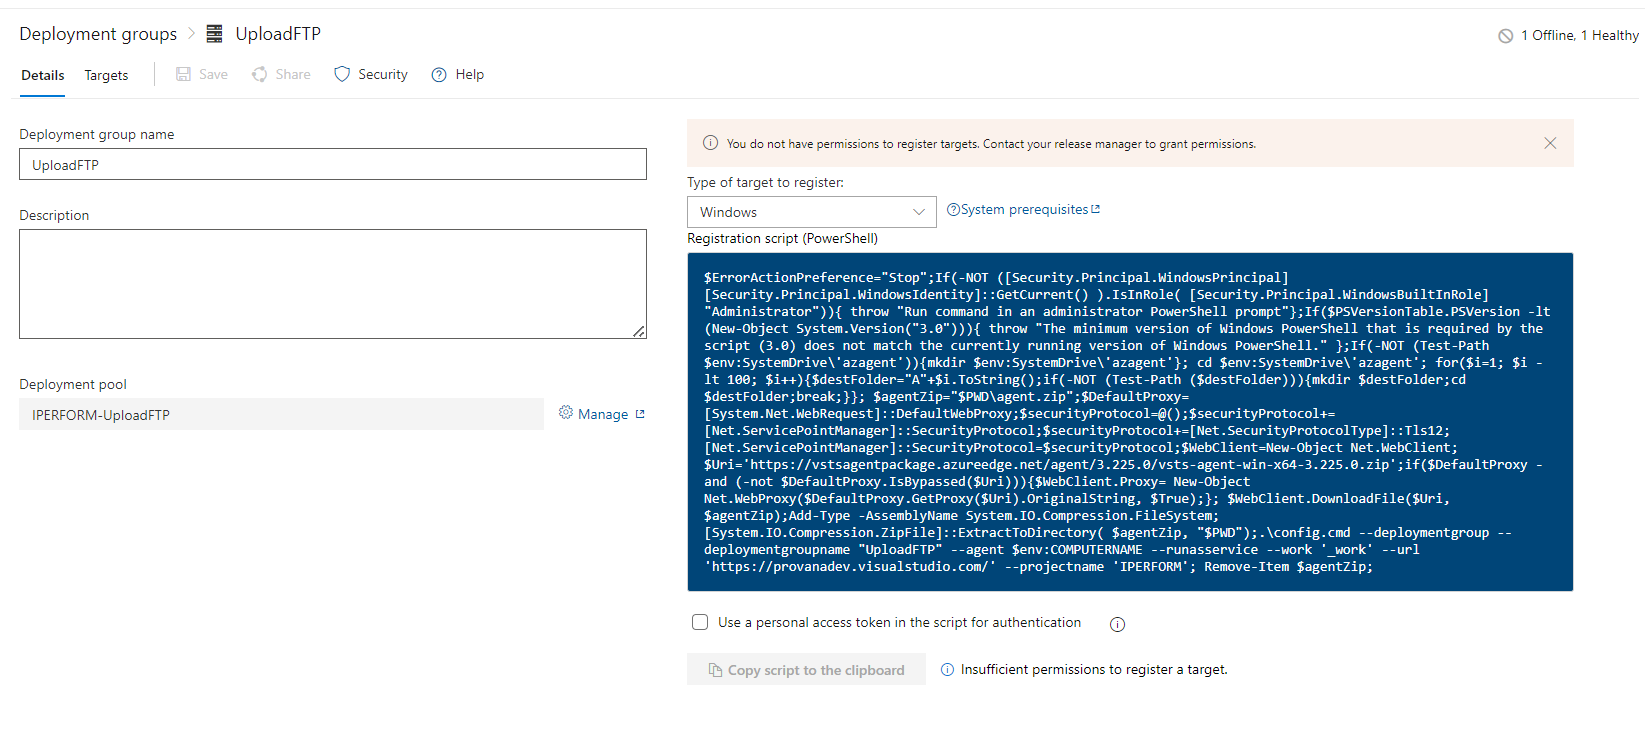 Deployment groups > UploadFTP
1 Offline, 1 Healthy
Details Targets Save Share Security Help
Deployment group name
UploadFTP
Description
Deployment pool
IPERFORM-UploadFTP
Manage
You do not have permissions to register targets. Contact your release manager to grant permissions.
Type of target to register:
Windows
System prerequisites
Registration script (PowerShell)
$ErrorActionPreference="Stop";If(-NOT ([Security.Principal.WindowsPrincipal]
[Security.Principal.WindowsIdentity]::GetCurrent() ).IsInRole( [Security.Principal.WindowsBuiltInRole]
"Administrator")){ throw "Run command in an administrator PowerShell prompt"};If($PSVersionTable.PSVersion -lt
(New-Object System.Version("3.0"))){ throw "The minimum version of Windows PowerShell that is required by the
script (3.0) does not match the currently running version of Windows PowerShell." };If(-NOT (Test-Path
$env:SystemDrive\'azagent')){mkdir $env:SystemDrive\'azagent'}; cd $env:SystemDrive\'azagent'; for($i=1; $i -
lt 100; $i++){$destFolder="A"+$i.ToString();if(-NOT (Test-Path ($destFolder))){mkdir $destFolder;cd
$destFolder;break;}}; $agentZip="$PWD\agent.zip";$DefaultProxy=
[System.Net.WebRequest]::DefaultWebProxy;$securityProtocol=@();$securityProtocol+=
[Net.ServicePointManager]::SecurityProtocol;$securityProtocol+=[Net.SecurityProtocolType]::Tls12;
[Net.ServicePointManager]::SecurityProtocol=$securityProtocol;$WebClient=New-Object Net.WebClient;
$Uri='https://vstsagentpackage.azureedge.net/agent/3.225.0/vsts-agent-win-x64-3.225.0.zip';if($DefaultProxy -
and (-not $DefaultProxy.IsBypassed($Uri))){$WebClient.Proxy= New-Object
Net.WebProxy($DefaultProxy.GetProxy($Uri).OriginalString, $True);}; $WebClient.DownloadFile($Uri,
$agentZip);Add-Type -AssemblyName System.IO.Compression.FileSystem;
[System.IO.Compression.ZipFile]::ExtractToDirectory( $agentZip, "$PWD");.\config.cmd --deploymentgroup --
deploymentgroupname "UploadFTP" --agent $env:COMPUTERNAME --runasservice --work '_work' --url
'https://provanadev.visualstudio.com/' --projectname 'IPERFORM'; Remove-Item $agentZip;
Use a personal access token in the script for authentication
Copy script to the clipboard
Insufficient permissions to register a target.